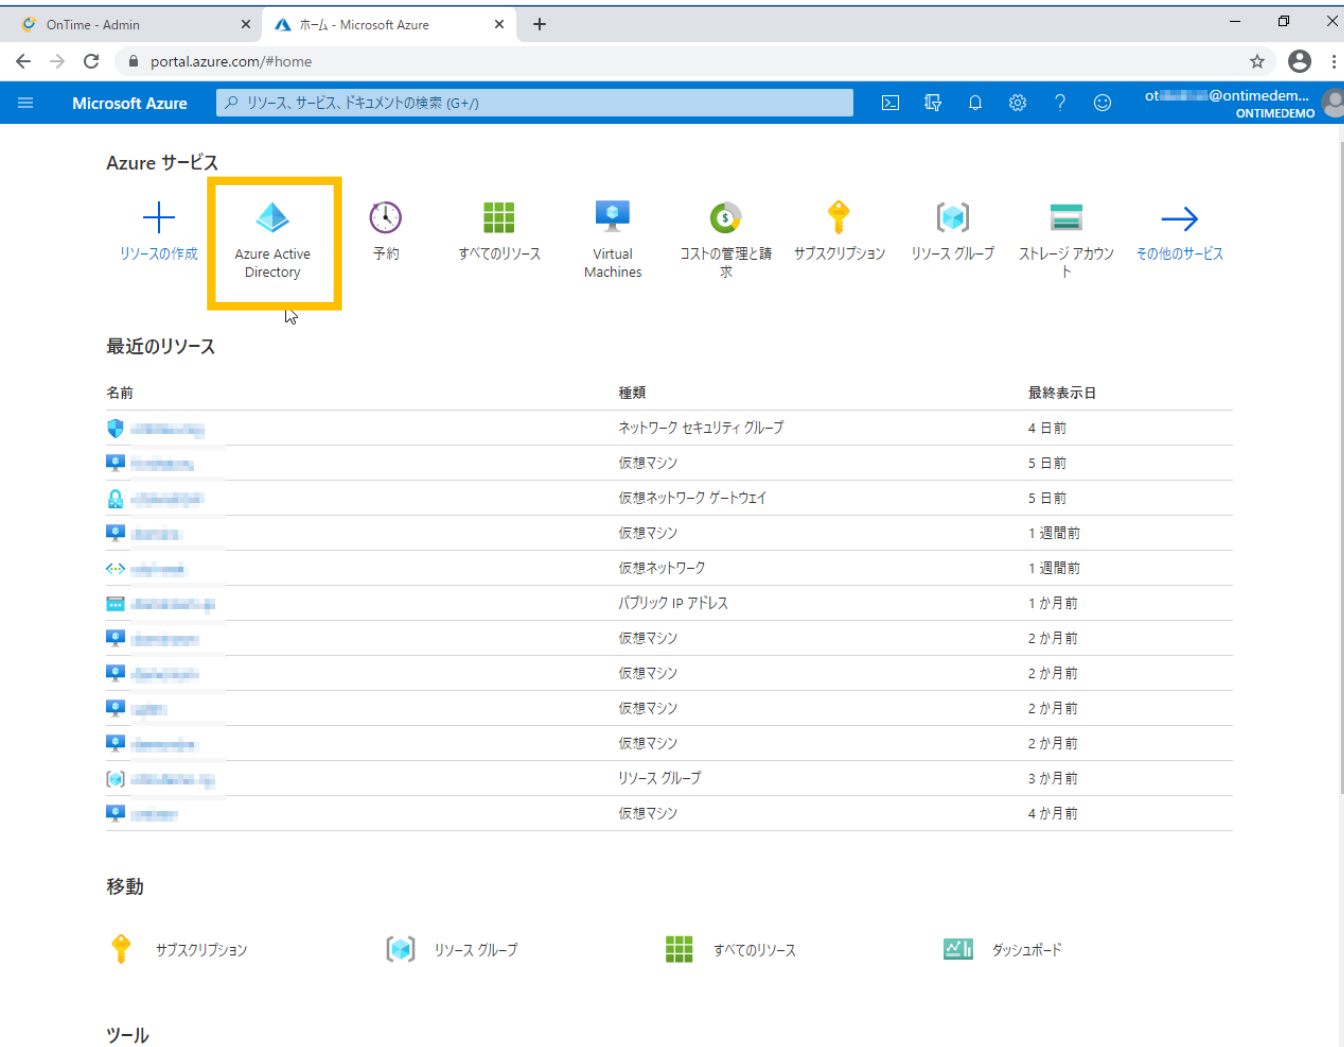 OnTime - Admin
ホーム - Microsoft Azure
portal.azure.com/#home
Microsoft Azure
リソース、サービス、ドキュメントの検索 (G+/)
@ontimedem...
ONTIMEDEMO
Azure サービス
リソースの作成
Azure Active
Directory
予約
すべてのリソース
Virtual
Machines
コストの管理と請
求
サブスクリプション
リソース グループ
ストレージ アカウン
ト
その他のサービス
最近のリソース
名前 種類 最終表示日
ネットワーク セキュリティ グループ 4 日前
仮想マシン 5 日前
仮想ネットワーク ゲートウェイ 5 日前
仮想マシン 1 週間前
仮想ネットワーク 1 週間前
パブリック IP アドレス 1 か月前
仮想マシン 2 か月前
仮想マシン 2 か月前
仮想マシン 2 か月前
仮想マシン 2 か月前
リソース グループ 3 か月前
仮想マシン 4 か月前
移動
サブスクリプション
リソース グループ
すべてのリソース
ダッシュボード
ツール